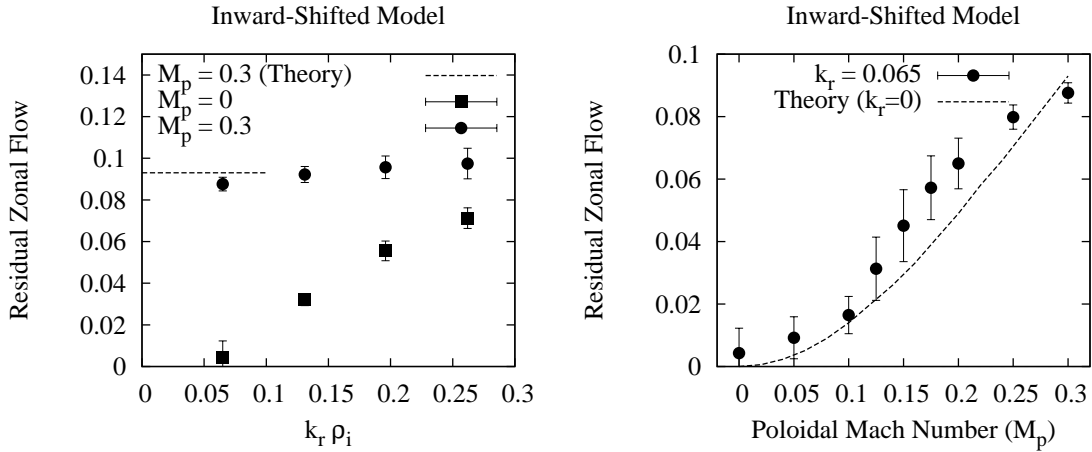 Inward-Shifted Model
Residual Zonal Flow
0.14
0.12
0.1
0.08
0.06
0.04
0.02
0
M_p = 0.3 (Theory)
M_p = 0
M_p = 0.3
0 0.05 0.1 0.15 0.2 0.25 0.3
k_r ρ_i
Inward-Shifted Model
Residual Zonal Flow
0.1
0.08
0.06
0.04
0.02
0
k_r = 0.065
Theory (k_r=0)
0 0.05 0.1 0.15 0.2 0.25 0.3
Poloidal Mach Number (M_p)